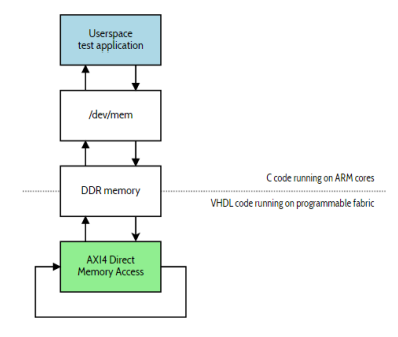 Userspace
test application
/dev/mem
C code running on ARM cores
DDR memory
VHDL code running on programmable fabric
AXI4 Direct
Memory Access